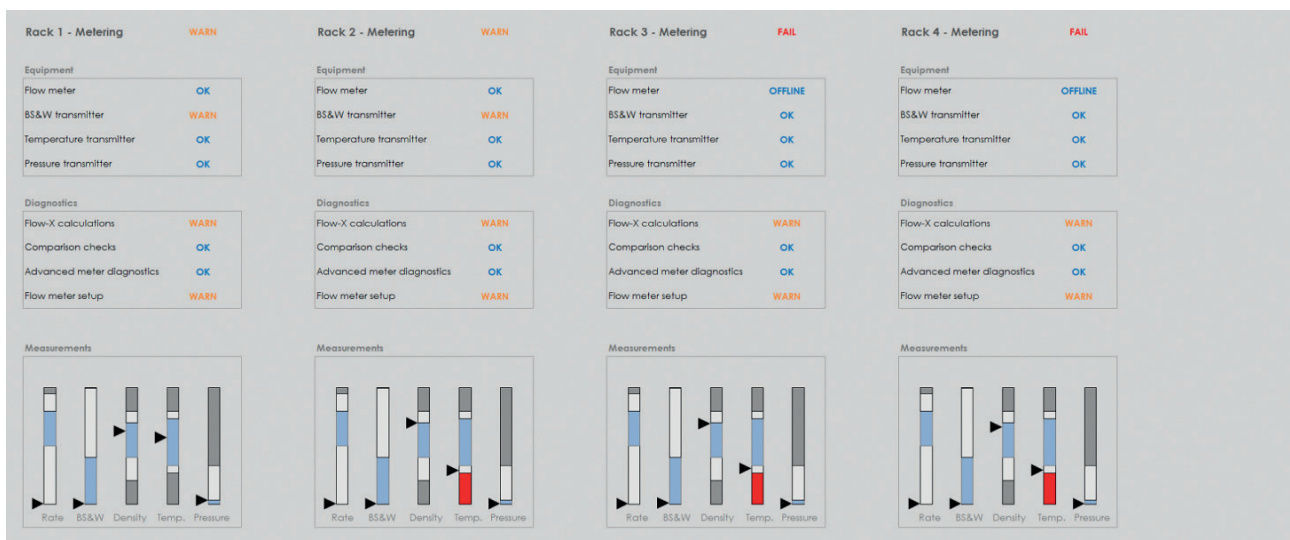 Rack 1 - Metering WARN
Equipment
Flow meter OK
BS&W transmitter WARN
Temperature transmitter OK
Pressure transmitter OK
Diagnostics
Flow-X calculations WARN
Comparison checks OK
Advanced meter diagnostics OK
Flow meter setup WARN
Measurements
Rate BS&W Density Temp. Pressure
Rack 2 - Metering WARN
Equipment
Flow meter OK
BS&W transmitter WARN
Temperature transmitter OK
Pressure transmitter OK
Diagnostics
Flow-X calculations WARN
Comparison checks OK
Advanced meter diagnostics OK
Flow meter setup WARN
Measurements
Rate BS&W Density Temp. Pressure
Rack 3 - Metering FAIL
Equipment
Flow meter OFFLINE
BS&W transmitter OK
Temperature transmitter OK
Pressure transmitter OK
Diagnostics
Flow-X calculations WARN
Comparison checks OK
Advanced meter diagnostics OK
Flow meter setup WARN
Measurements
Rate BS&W Density Temp. Pressure
Rack 4 - Metering FAIL
Equipment
Flow meter OFFLINE
BS&W transmitter OK
Temperature transmitter OK
Pressure transmitter OK
Diagnostics
Flow-X calculations WARN
Comparison checks OK
Advanced meter diagnostics OK
Flow meter setup WARN
Measurements
Rate BS&W Density Temp. Pressure